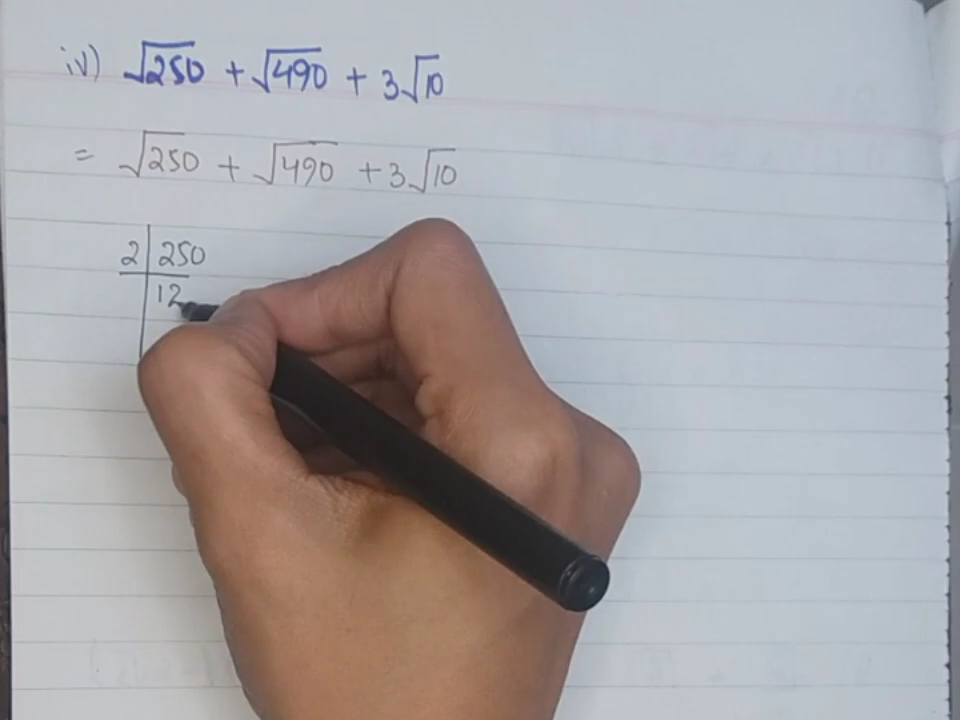 iv) √250 + √490 + 3√10
= √250 + √490 + 3√10
2 | 250
12